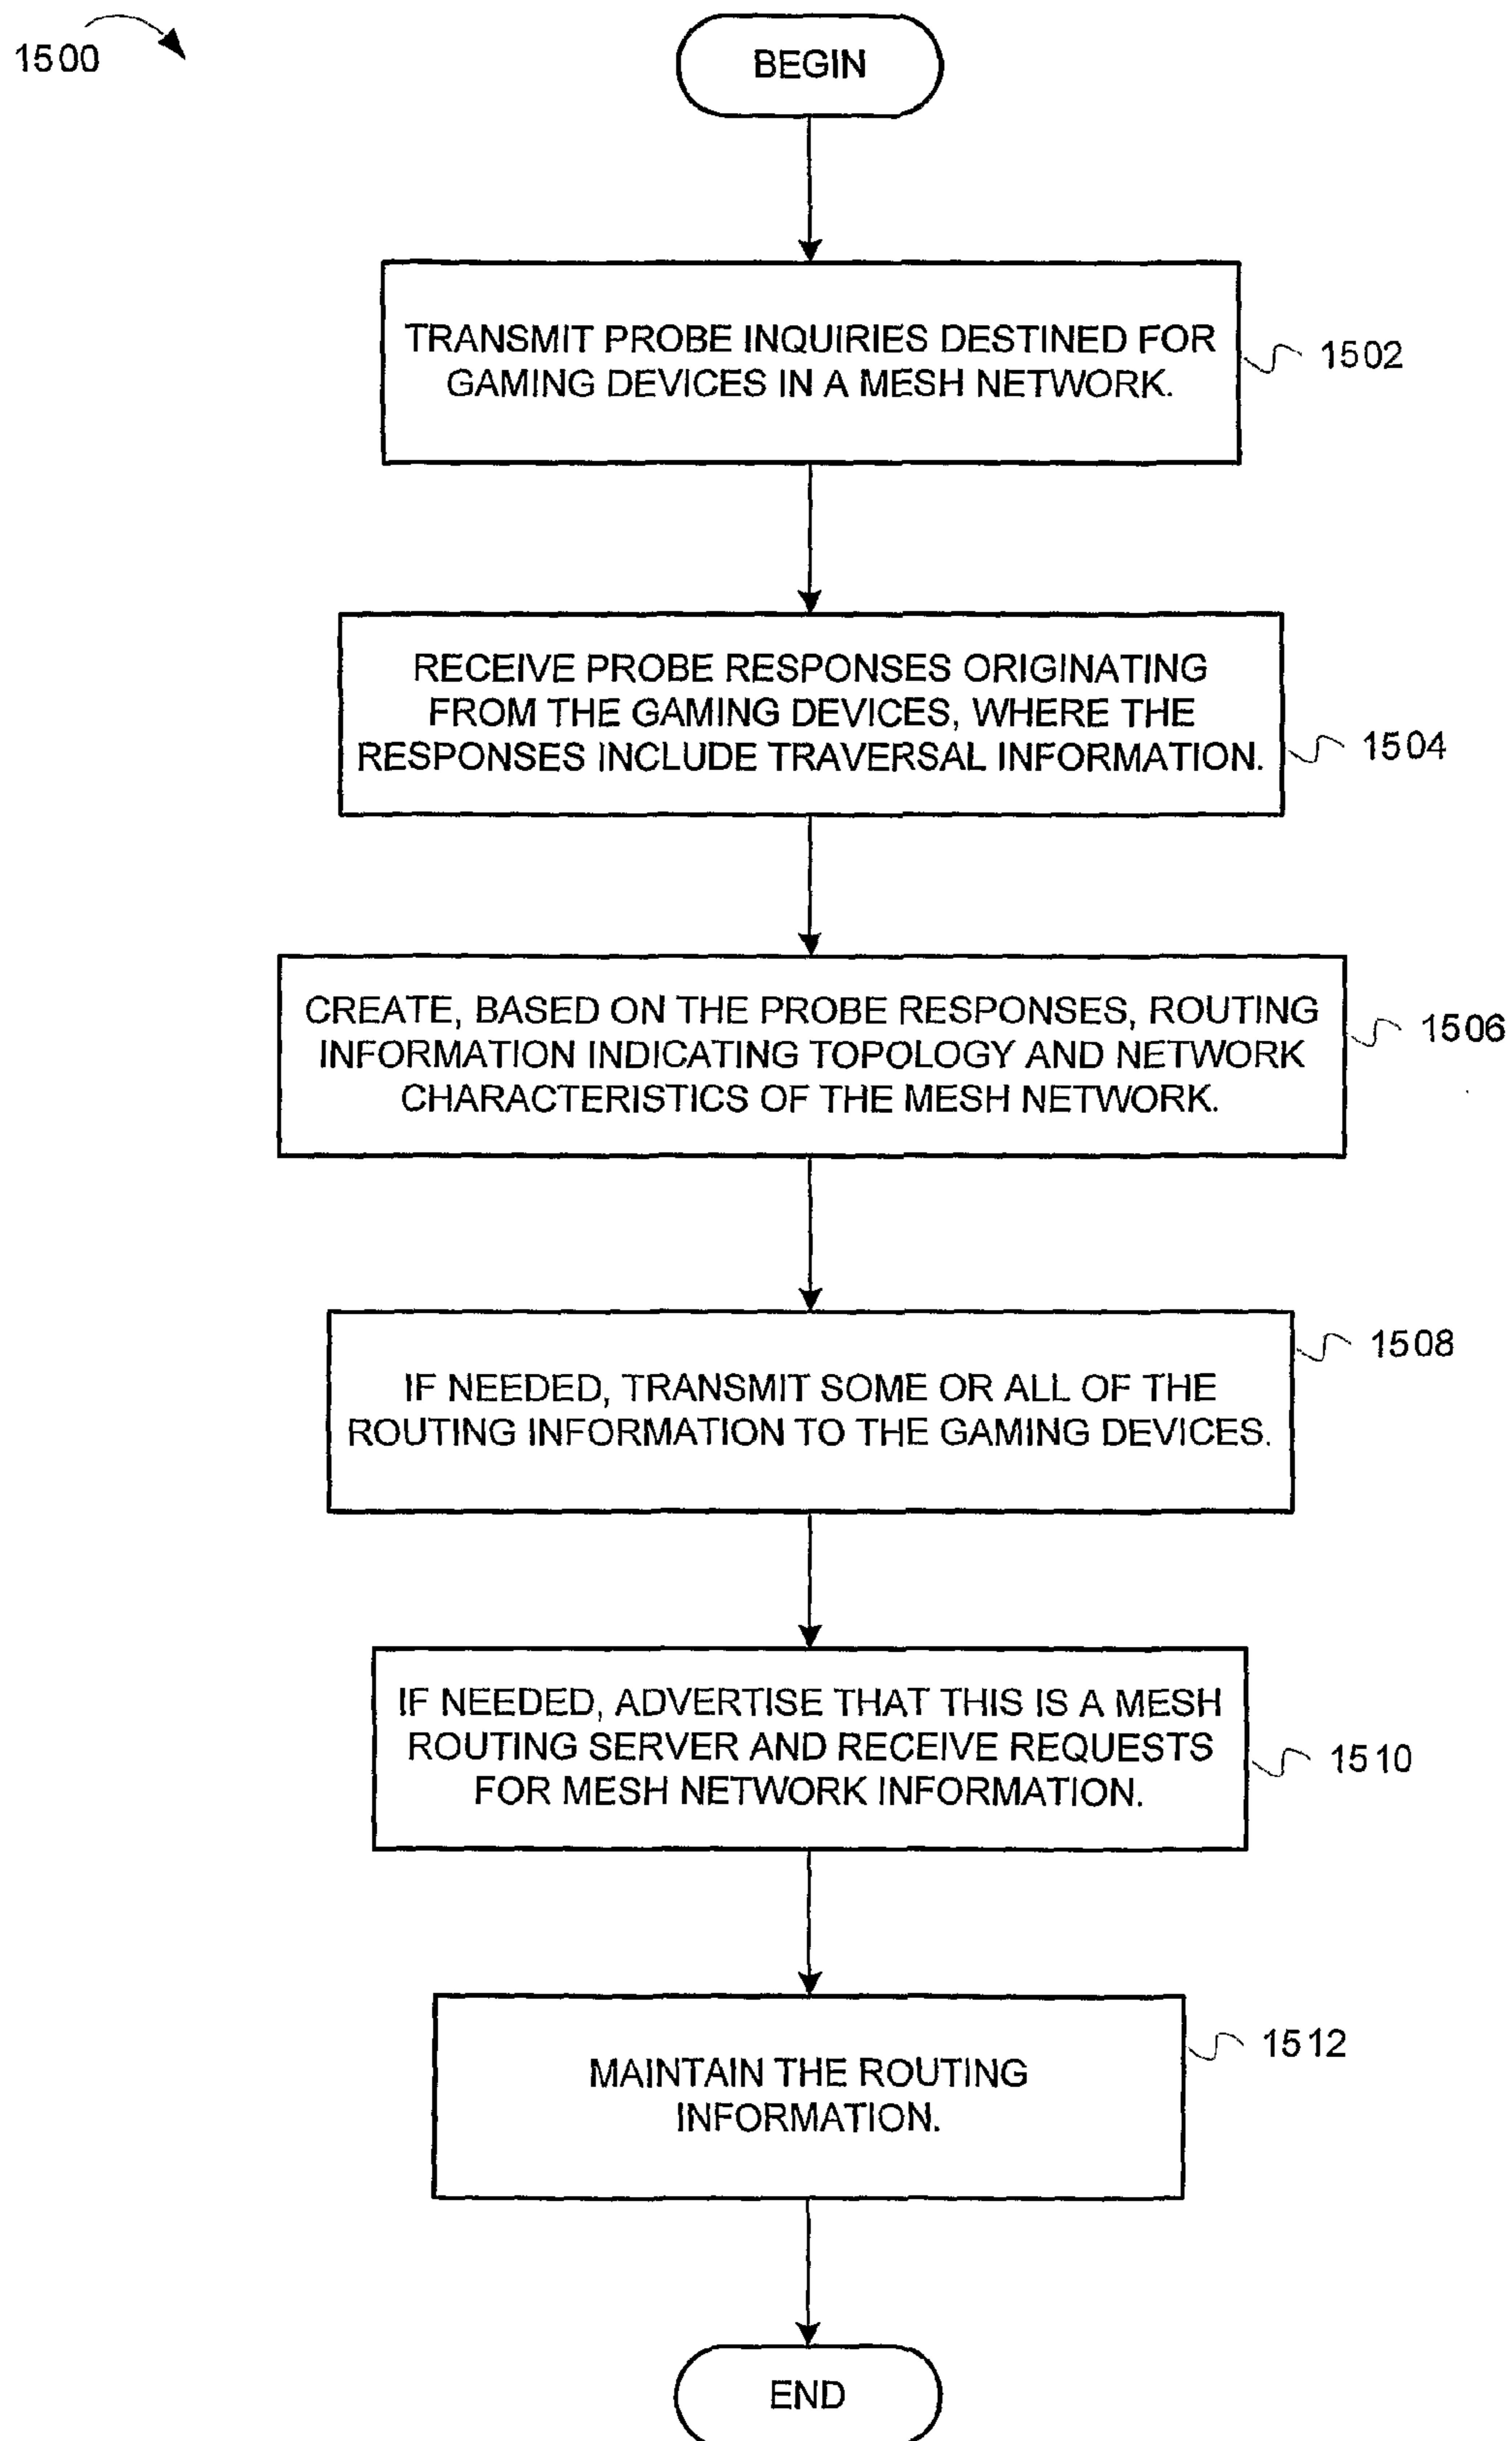 1500
BEGIN
TRANSMIT PROBE INQUIRIES DESTINED FOR
GAMING DEVICES IN A MESH NETWORK.
1502
RECEIVE PROBE RESPONSES ORIGINATING
FROM THE GAMING DEVICES, WHERE THE
RESPONSES INCLUDE TRAVERSAL INFORMATION.
1504
CREATE, BASED ON THE PROBE RESPONSES, ROUTING
INFORMATION INDICATING TOPOLOGY AND NETWORK
CHARACTERISTICS OF THE MESH NETWORK.
1506
IF NEEDED, TRANSMIT SOME OR ALL OF THE
ROUTING INFORMATION TO THE GAMING DEVICES.
1508
IF NEEDED, ADVERTISE THAT THIS IS A MESH
ROUTING SERVER AND RECEIVE REQUESTS
FOR MESH NETWORK INFORMATION.
1510
MAINTAIN THE ROUTING
INFORMATION.
1512
END